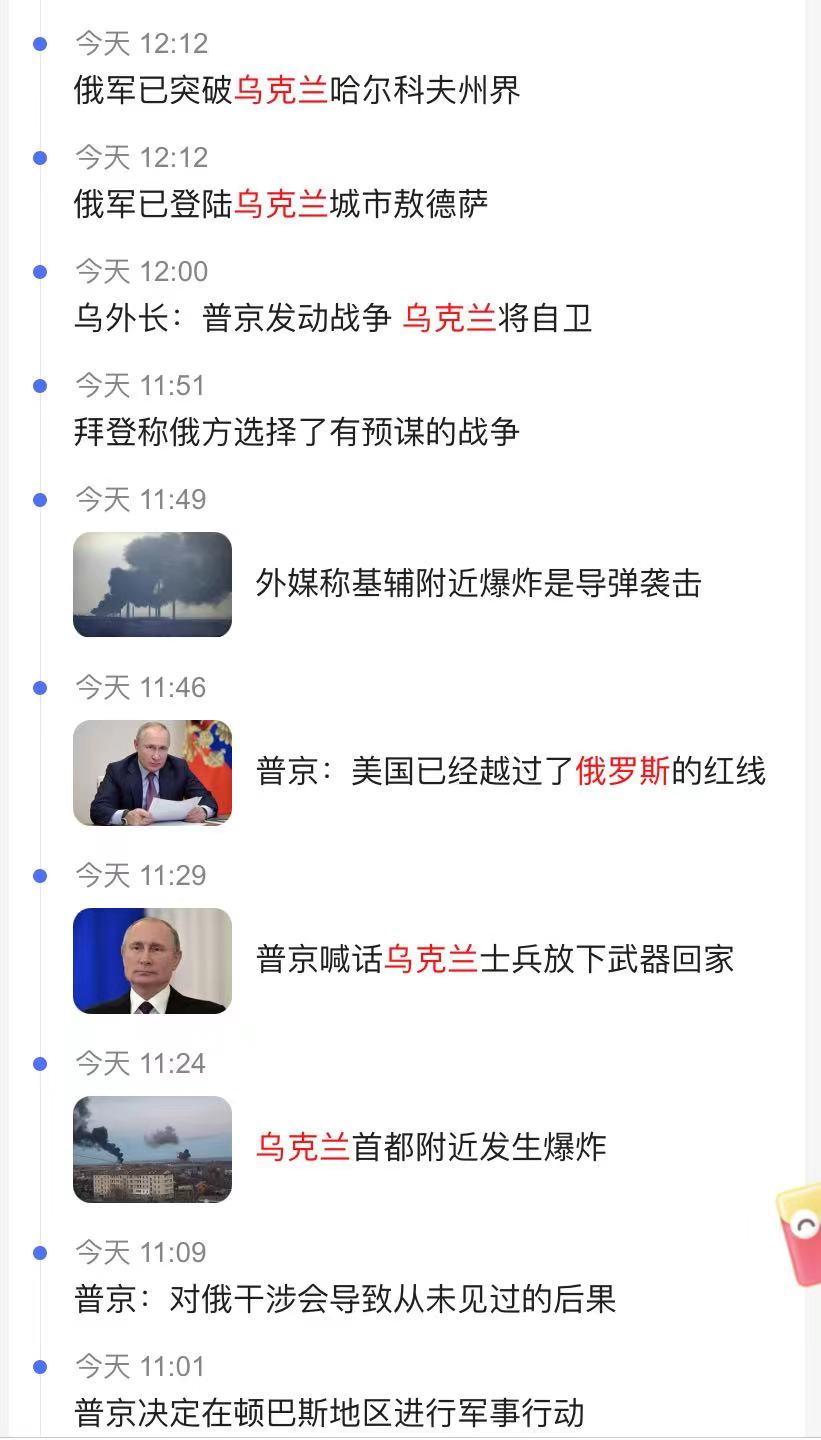 今天 12:12
俄军已突破乌克兰哈尔科夫州界
今天 12:12
俄军已登陆乌克兰城市敖德萨
今天 12:00
乌外长：普京发动战争 乌克兰将自卫
今天 11:51
拜登称俄方选择了有预谋的战争
今天 11:49
外媒称基辅附近爆炸是导弹袭击
今天 11:46
普京：美国已经越过了俄罗斯的红线
今天 11:29
普京喊话乌克兰士兵放下武器回家
今天 11:24
乌克兰首都附近发生爆炸
今天 11:09
普京：对俄干涉会导致从未见过的后果
今天 11:01
普京决定在顿巴斯地区进行军事行动